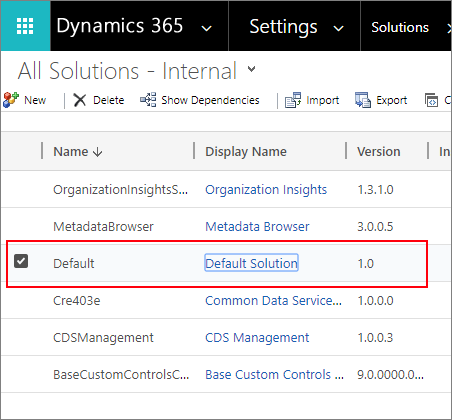 Dynamics 365 Settings Solutions
All Solutions - Internal
New Delete Show Dependencies Import Export C
Name Display Name Version In
OrganizationInsightsS... Organization Insights 1.3.1.0
MetadataBrowser Metadata Browser 3.0.0.5
Default Default Solution 1.0
Cre403e Common Data Service... 1.0.0.0
CDSManagement CDS Management 1.0.0.3
BaseCustomControlsC... Base Custom Controls ... 9.0.0000.0...